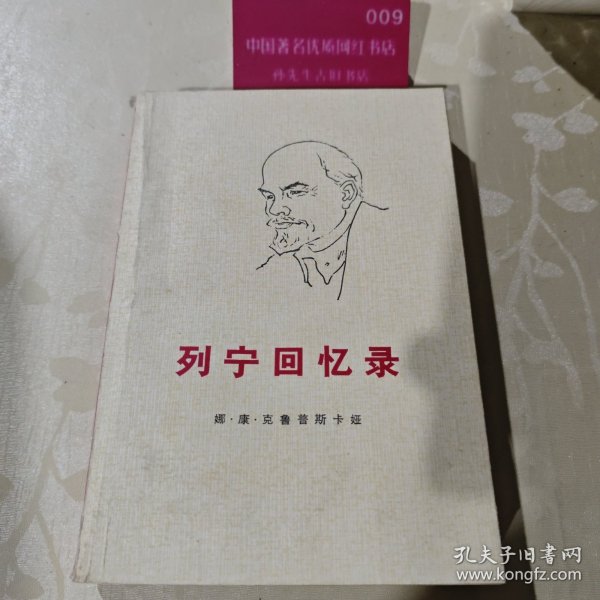 009
中国著名优质网红书店
孙先生古旧书店
列宁回忆录
娜·康·克鲁普斯卡娅
孔夫子旧书网
www.kongfz.com